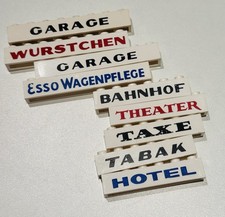 GARAGE
WURSTCHEN
GARAGE
ESSO WAGENPFLEGE
BAHNHOF
THEATER
TAXE
TABAK
HOTEL